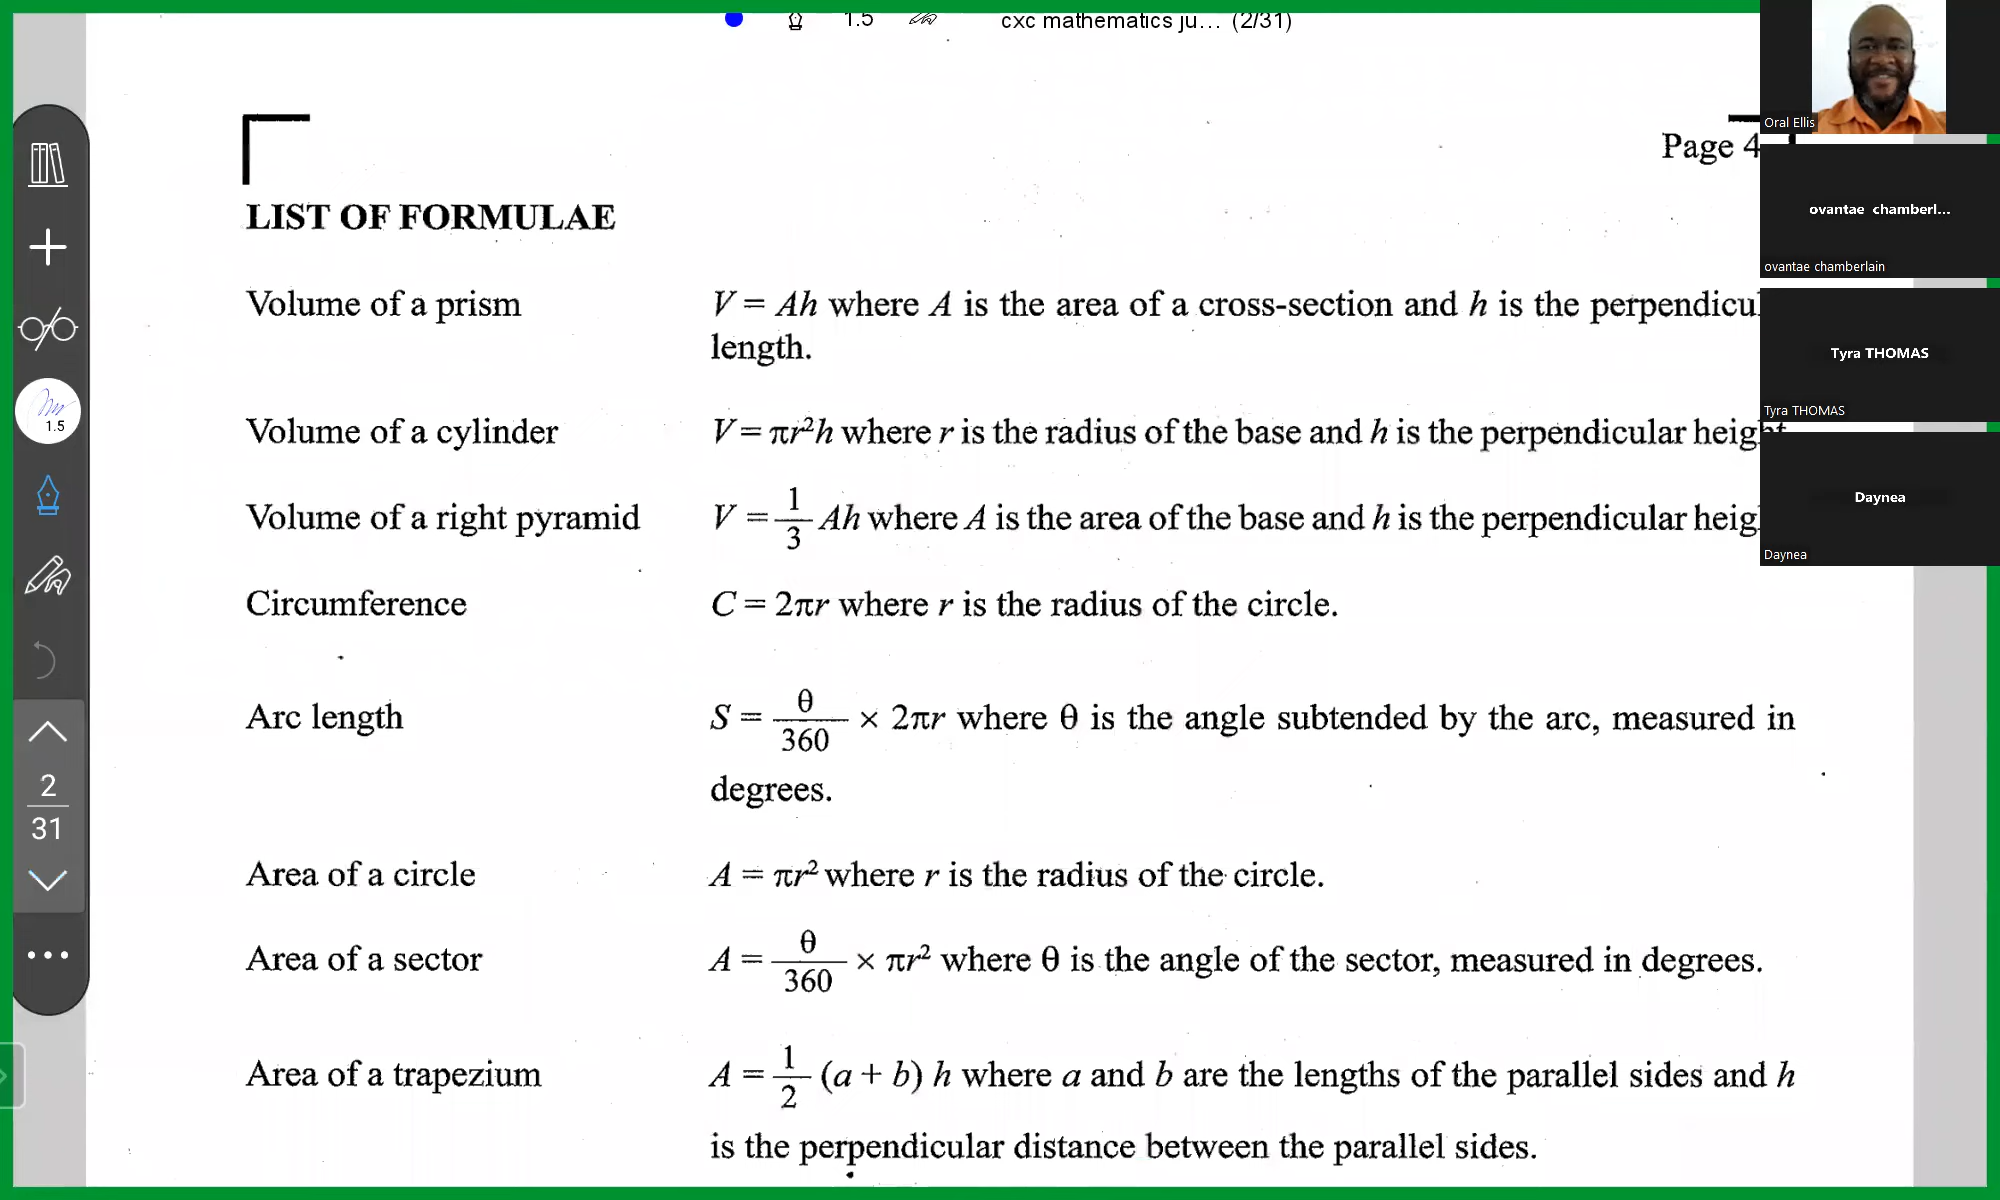 1.5 cxc mathematics ju... (2/31)
Oral Ellis
Page 4
ovantae chamberl...
ovantae chamberlain
Tyra THOMAS
Tyra THOMAS
Daynea
Daynea
1.5
2
31
LIST OF FORMULAE
Volume of a prism V = Ah where A is the area of a cross-section and h is the perpendicu
length.
Volume of a cylinder V = πr²h where r is the radius of the base and h is the perpendicular height
Volume of a right pyramid V = 1/3 Ah where A is the area of the base and h is the perpendicular heig
Circumference C = 2πr where r is the radius of the circle.
Arc length S = θ/360 × 2πr where θ is the angle subtended by the arc, measured in
degrees.
Area of a circle A = πr² where r is the radius of the circle.
Area of a sector A = θ/360 × πr² where θ is the angle of the sector, measured in degrees.
Area of a trapezium A = 1/2 (a + b) h where a and b are the lengths of the parallel sides and h
is the perpendicular distance between the parallel sides.